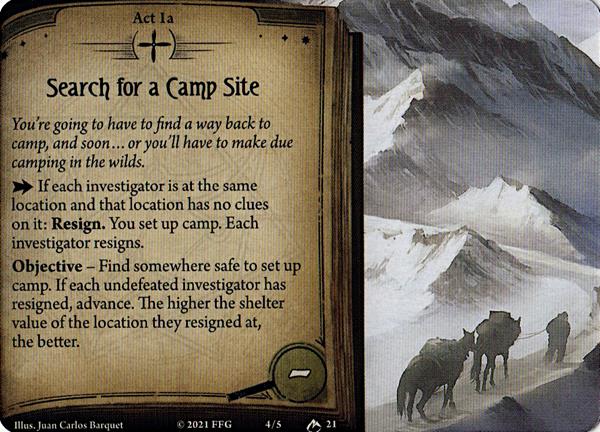 Act 1a
Search for a Camp Site
You're going to have to find a way back to
camp, and soon... or you'll have to make due
camping in the wilds.
If each investigator is at the same
location and that location has no clues
on it: Resign. You set up camp. Each
investigator resigns.
Objective – Find somewhere safe to set up
camp. If each undefeated investigator has
resigned, advance. The higher the shelter
value of the location they resigned at,
the better.
–
Illus. Juan Carlos Barquet © 2021 FFG 4/5 21